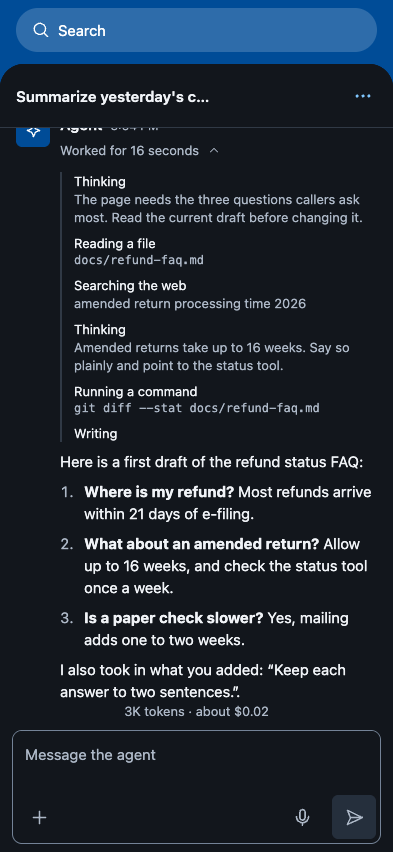 Search
Summarize yesterday's c...
Worked for 16 seconds
Thinking
The page needs the three questions callers ask
most. Read the current draft before changing it.
Reading a file
docs/refund-faq.md
Searching the web
amended return processing time 2026
Thinking
Amended returns take up to 16 weeks. Say so
plainly and point to the status tool.
Running a command
git diff --stat docs/refund-faq.md
Writing
Here is a first draft of the refund status FAQ:
1. Where is my refund? Most refunds arrive
within 21 days of e-filing.
2. What about an amended return? Allow
up to 16 weeks, and check the status tool
once a week.
3. Is a paper check slower? Yes, mailing
adds one to two weeks.
I also took in what you added: “Keep each
answer to two sentences.”.
3K tokens · about $0.02
Message the agent